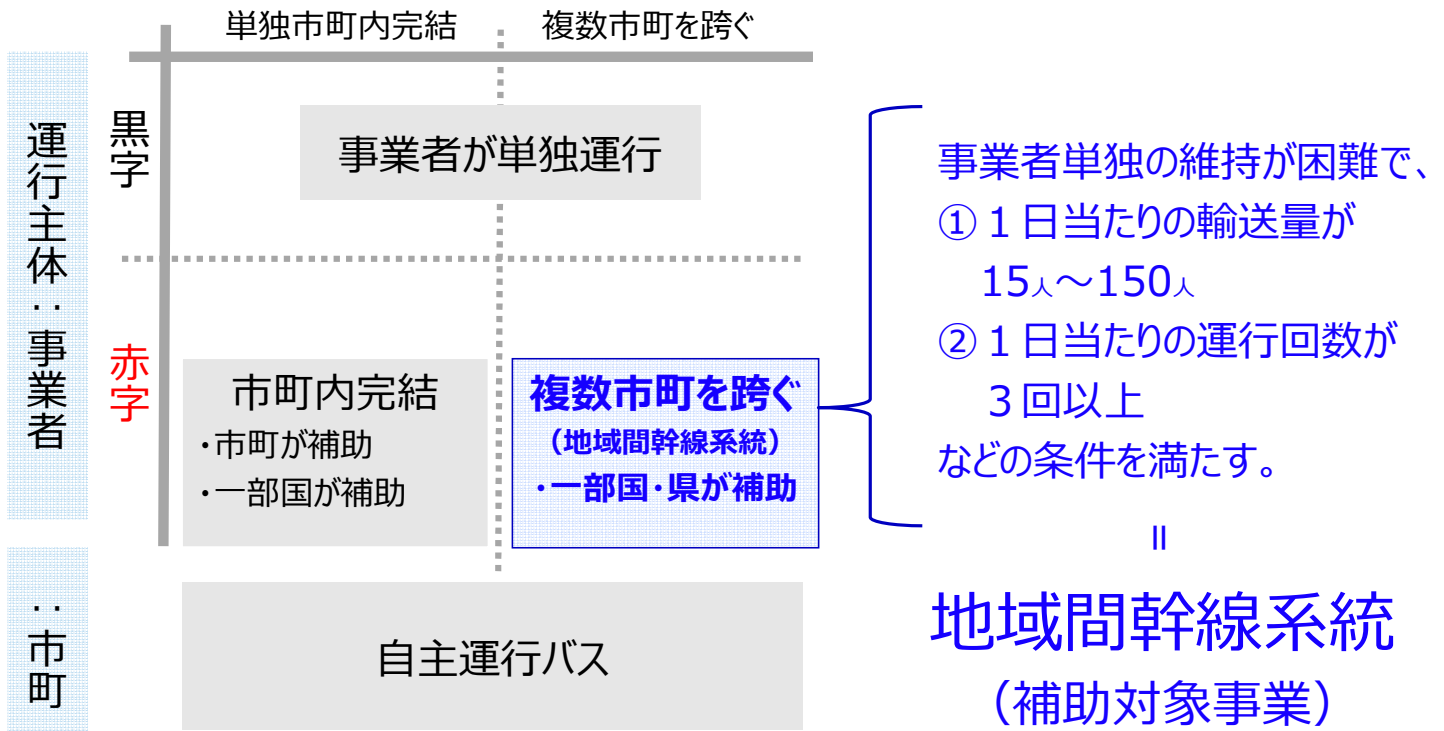 単独市町内完結
複数市町を跨ぐ
運行主体：事業者
黒字
事業者が単独運行
赤字
市町内完結
・市町が補助
・一部国が補助
複数市町を跨ぐ
（地域間幹線系統）
・一部国・県が補助
：市町
自主運行バス
事業者単独の維持が困難で、
①１日当たりの輸送量が
15人～150人
②１日当たりの運行回数が
３回以上
などの条件を満たす。
＝
地域間幹線系統
（補助対象事業）